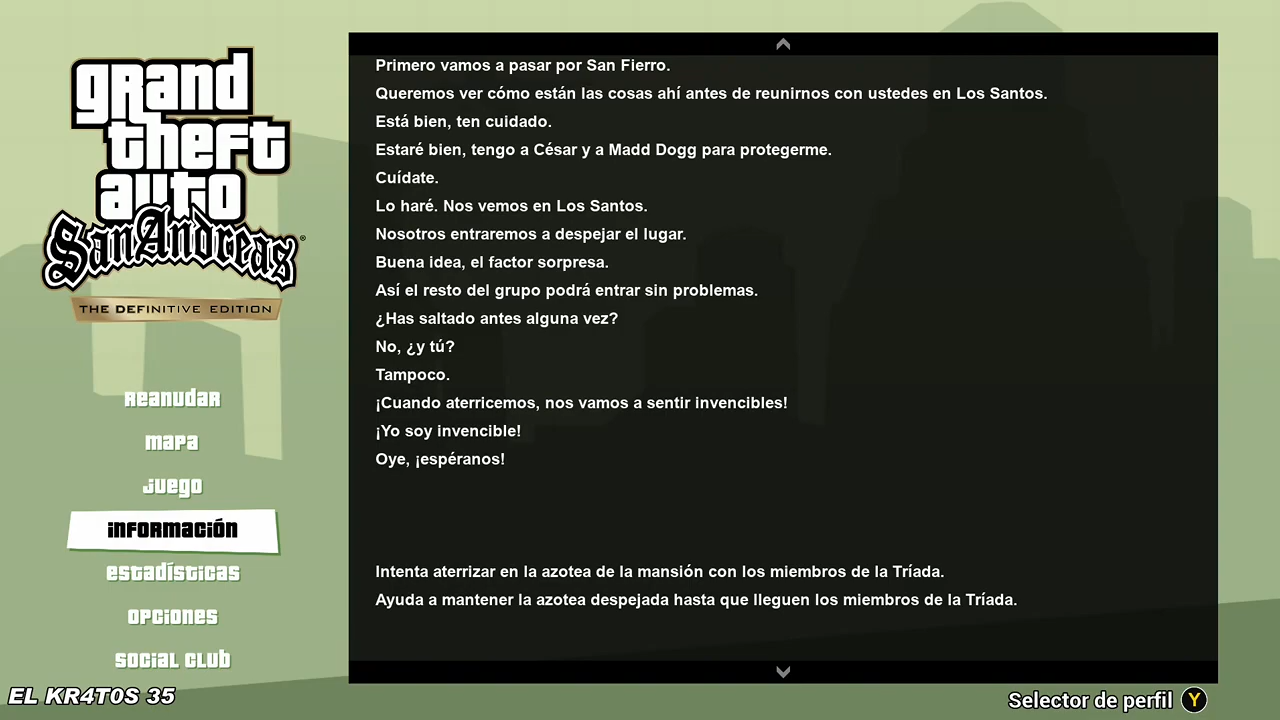 grand
theft
auto
San Andreas
THE DEFINITIVE EDITION
Reanudar
mapa
juego
información
estadísticas
opciones
social club
EL KR4T0S 35
Primero vamos a pasar por San Fierro.
Queremos ver cómo están las cosas ahí antes de reunirnos con ustedes en Los Santos.
Está bien, ten cuidado.
Estaré bien, tengo a César y a Madd Dogg para protegerme.
Cuídate.
Lo haré. Nos vemos en Los Santos.
Nosotros entraremos a despejar el lugar.
Buena idea, el factor sorpresa.
Así el resto del grupo podrá entrar sin problemas.
¿Has saltado antes alguna vez?
No, ¿y tú?
Tampoco.
¡Cuando aterricemos, nos vamos a sentir invencibles!
¡Yo soy invencible!
Oye, ¡espéranos!
Intenta aterrizar en la azotea de la mansión con los miembros de la Tríada.
Ayuda a mantener la azotea despejada hasta que lleguen los miembros de la Tríada.
Selector de perfil Y